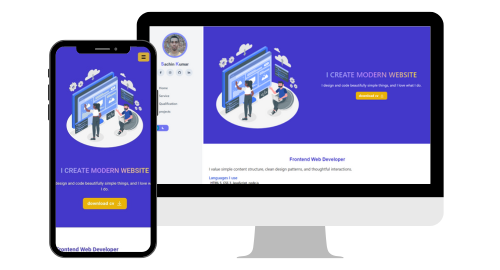 I CREATE MODERN WEBSITE
design and code beautifully simple things, and I love w
I do.
download cv
Frontend Web Developer
Sachin Kumar
Home
Service
Qualification
projects
I CREATE MODERN WEBSITE
I design and code beautifully simple things, and I love what I do.
download cv
Frontend Web Developer
I value simple content structure, clean design patterns, and thoughtful interactions.
Languages I use